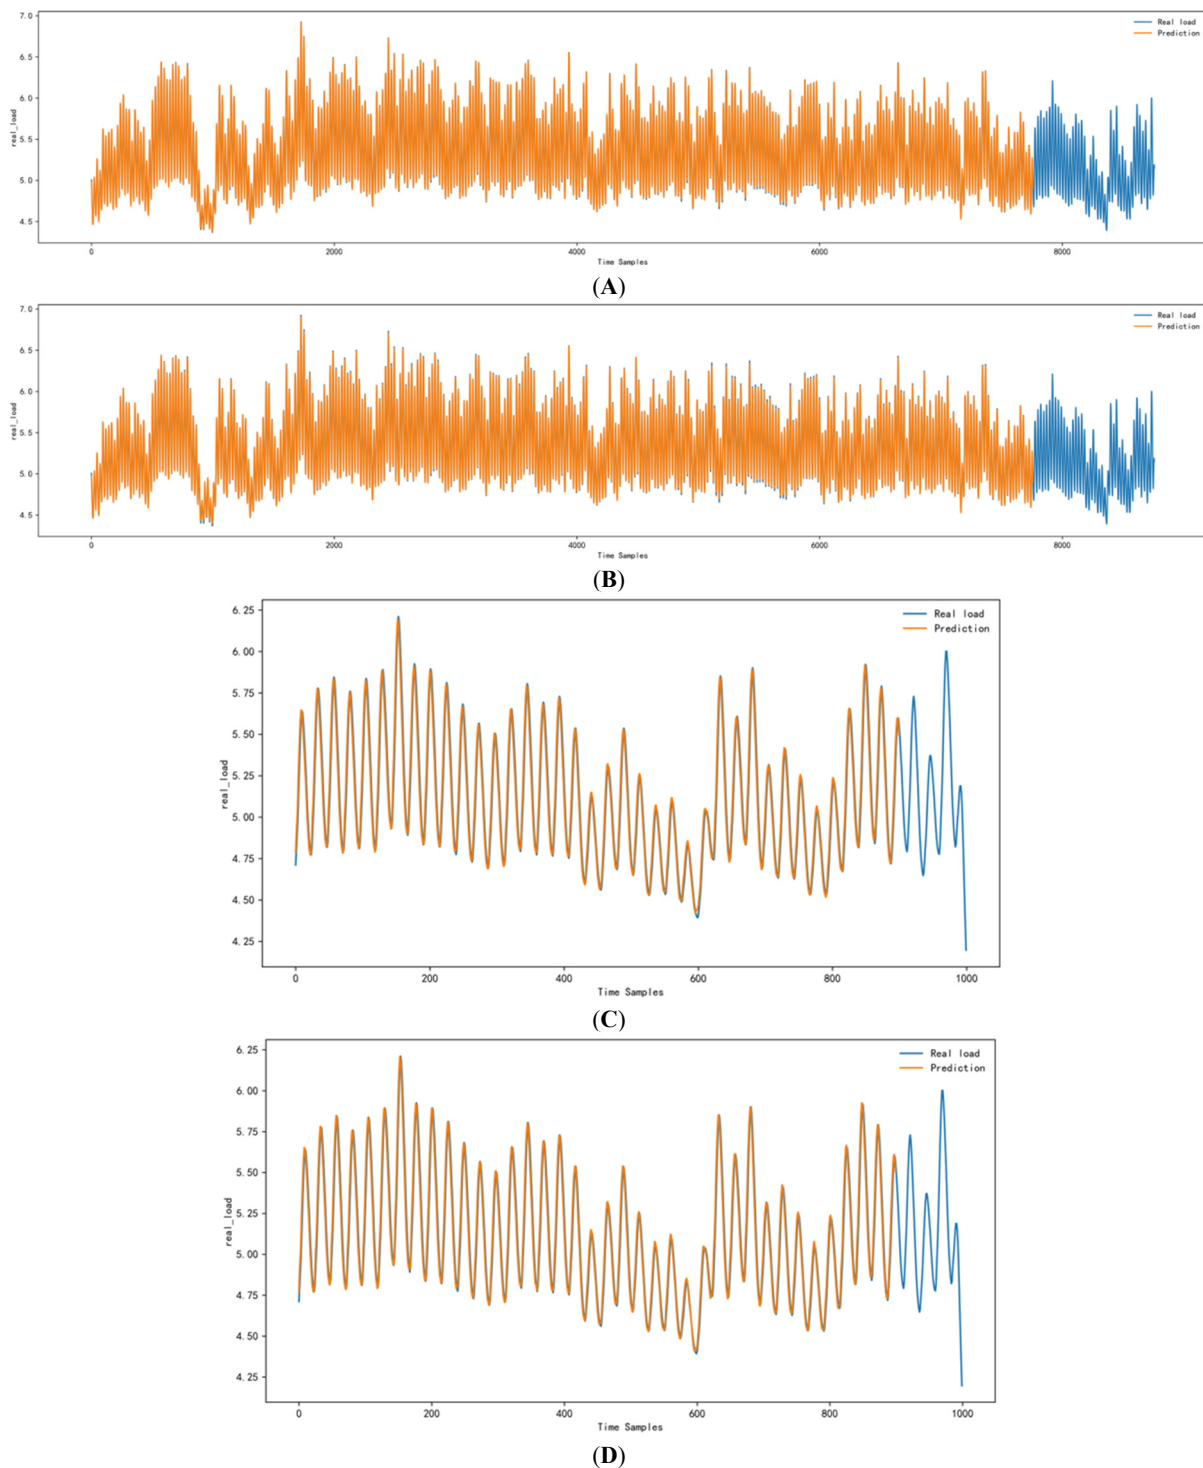 7.0
6.5
6.0
5.5
5.0
4.5
real_load
Real load
Prediction
0 2000 4000 6000 8000
Time Samples
(A)
7.0
6.5
6.0
5.5
5.0
4.5
real_load
Real load
Prediction
0 2000 4000 6000 8000
Time Samples
(B)
6.25
6.00
5.75
5.50
5.25
5.00
4.75
4.50
4.25
real_load
Real load
Prediction
0 200 400 600 800 1000
Time Samples
(C)
6.25
6.00
5.75
5.50
5.25
5.00
4.75
4.50
4.25
real_load
Real load
Prediction
0 200 400 600 800 1000
Time Samples
(D)